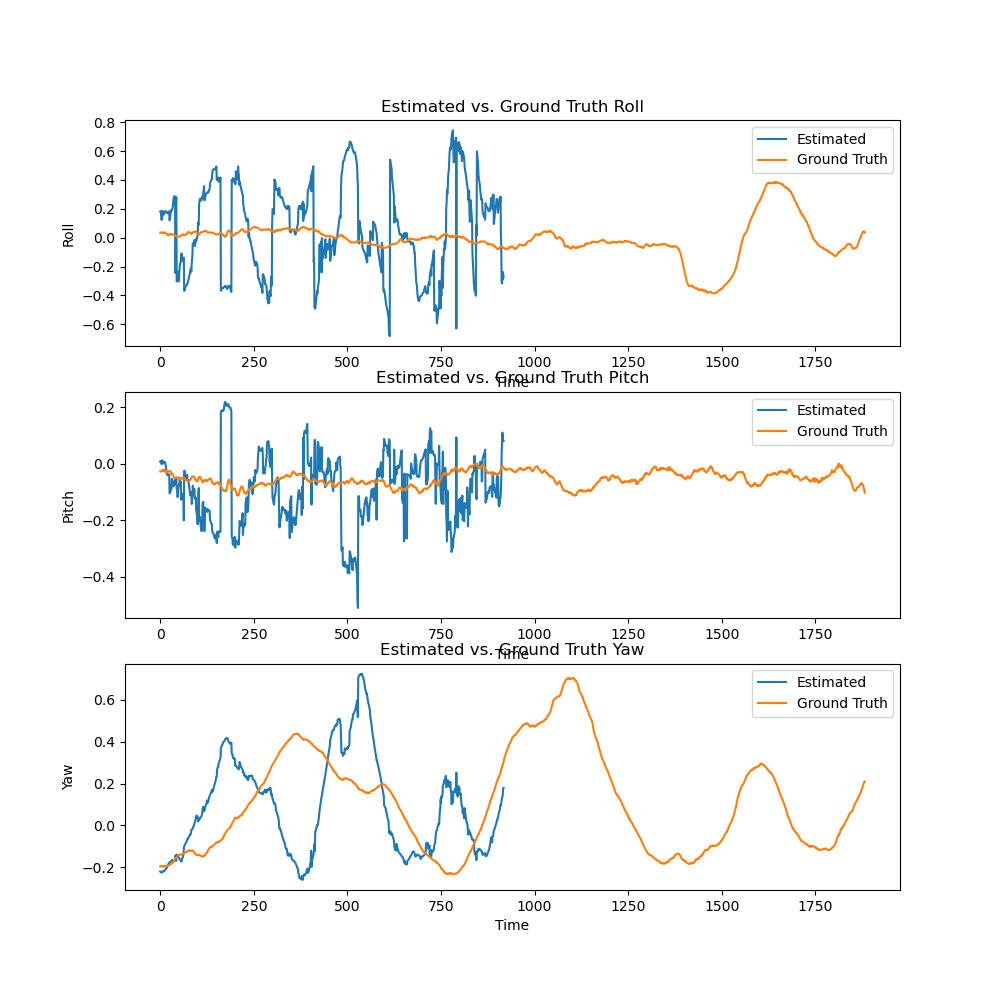 Estimated vs. Ground Truth Roll
0.8
0.6
0.4
0.2
0.0
−0.2
−0.4
−0.6
Roll
Estimated
Ground Truth
0 250 500 750 1000 1250 1500 1750
Time
Estimated vs. Ground Truth Pitch
0.2
0.0
−0.2
−0.4
Pitch
Estimated
Ground Truth
0 250 500 750 1000 1250 1500 1750
Time
Estimated vs. Ground Truth Yaw
0.6
0.4
0.2
0.0
−0.2
Yaw
Estimated
Ground Truth
0 250 500 750 1000 1250 1500 1750
Time